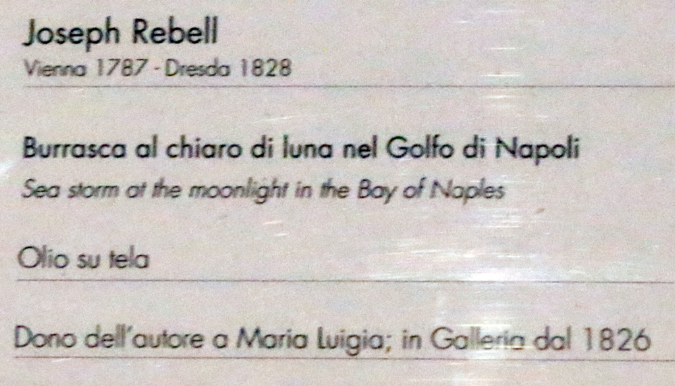 Joseph Rebell
Vienna 1787 - Dresda 1828
Burrasca al chiaro di luna nel Golfo di Napoli
Sea storm at the moonlight in the Bay of Naples
Olio su tela
Dono dell'autore a Maria Luigia; in Galleria dal 1826